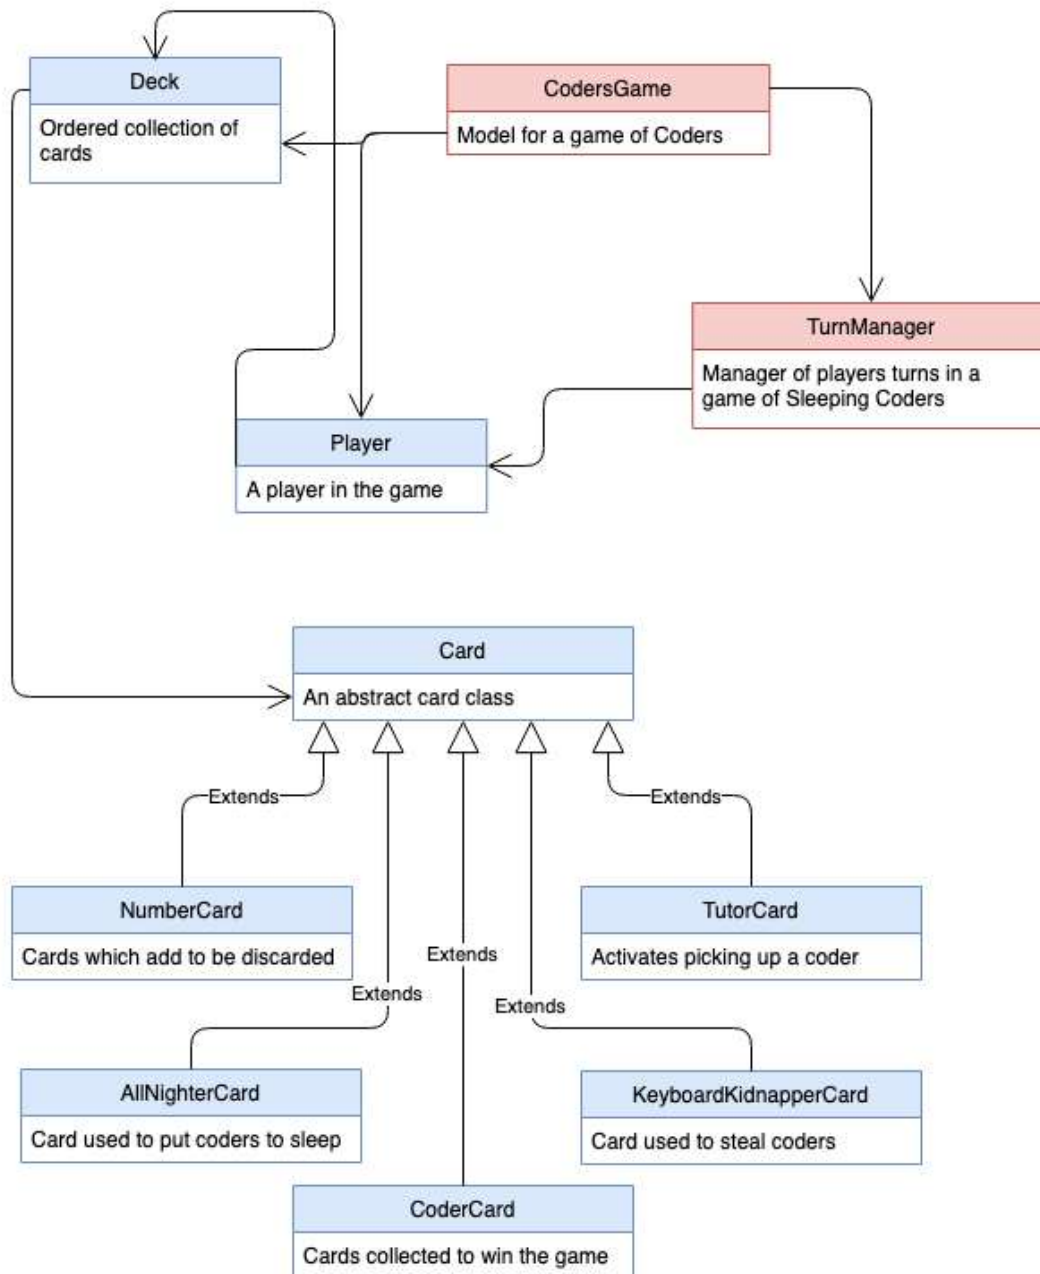 Deck
Ordered collection of
cards
CodersGame
Model for a game of Coders
TurnManager
Manager of players turns in a
game of Sleeping Coders
Player
A player in the game
Card
An abstract card class
Extends
Extends
NumberCard
Cards which add to be discarded
TutorCard
Activates picking up a coder
Extends
Extends
Extends
AllNighterCard
Card used to put coders to sleep
KeyboardKidnapperCard
Card used to steal coders
CoderCard
Cards collected to win the game